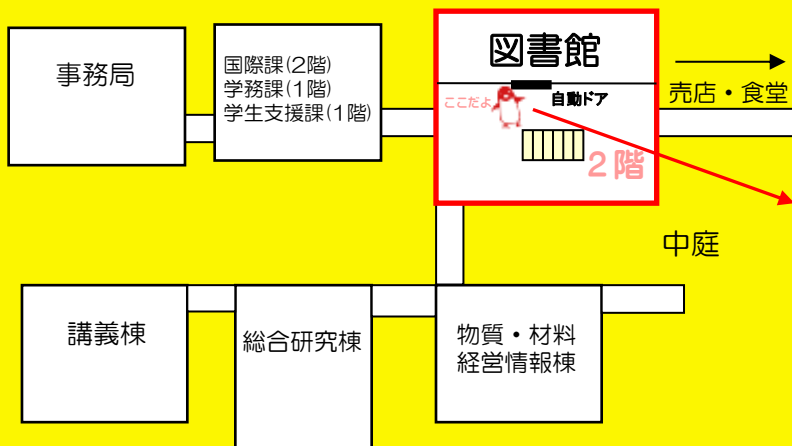 事務局
国際課(2階)
学務課(1階)
学生支援課(1階)
図書館
自動ドア
ここだよ
2階
売店・食堂
中庭
講義棟
総合研究棟
物質・材料
経営情報棟